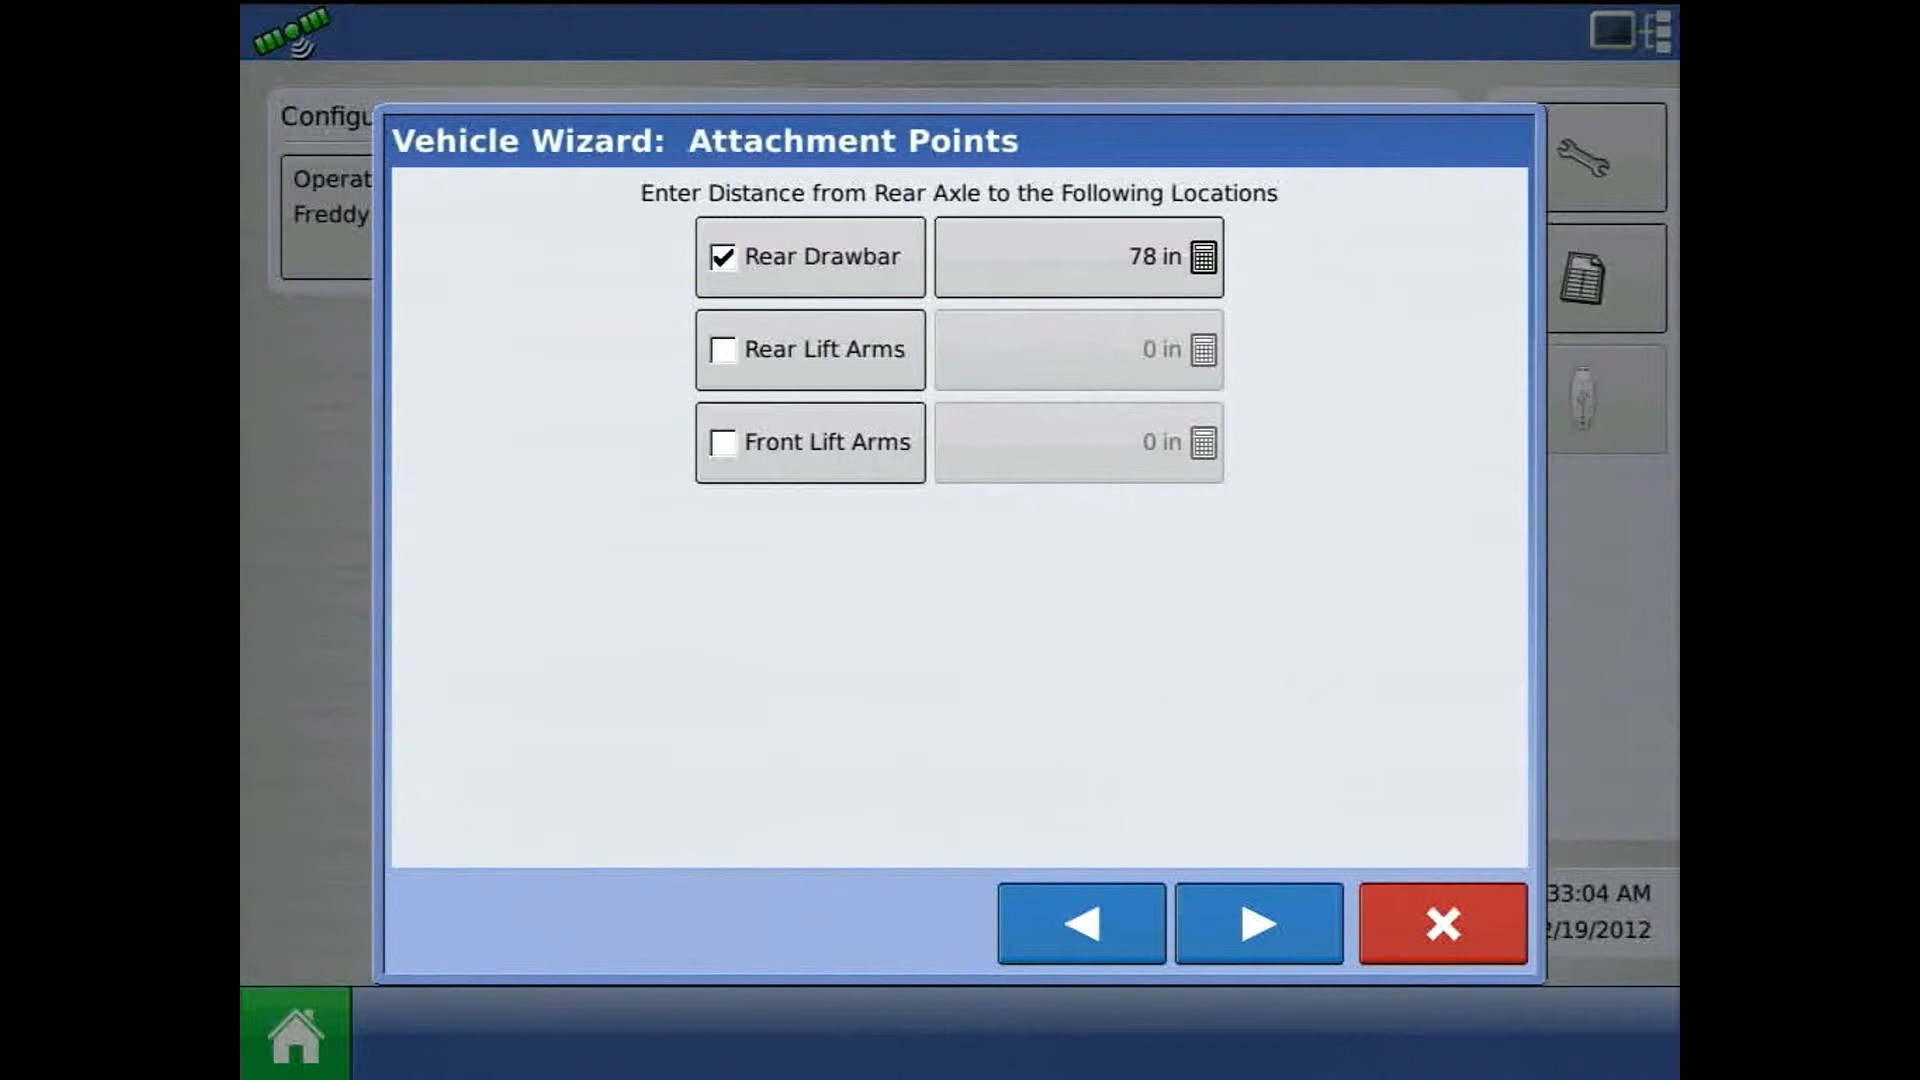 Configu
Vehicle Wizard: Attachment Points
Operat
Freddy
Enter Distance from Rear Axle to the Following Locations
Rear Drawbar 78 in
Rear Lift Arms 0 in
Front Lift Arms 0 in
33:04 AM
2/19/2012